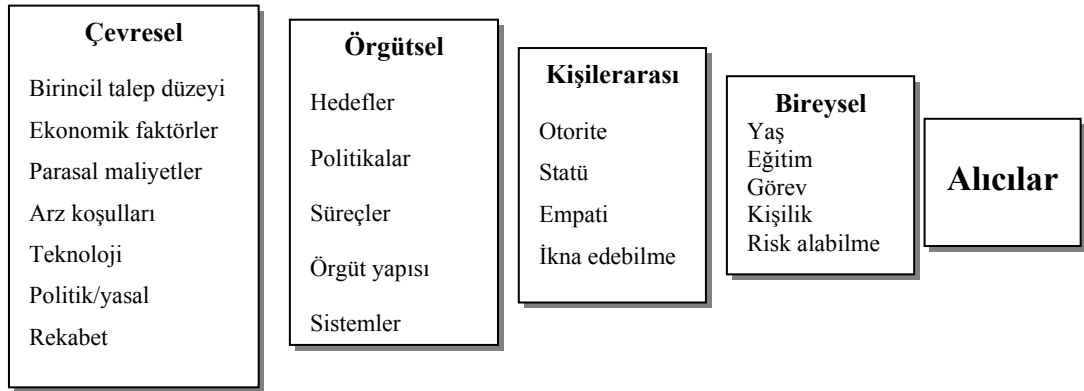 Çevresel
Birincil talep düzeyi
Ekonomik faktörler
Parasal maliyetler
Arz koşulları
Teknoloji
Politik/yasal
Rekabet
Örgütsel
Hedefler
Politikalar
Süreçler
Örgüt yapısı
Sistemler
Kişilerarası
Otorite
Statü
Empati
İkna edebilme
Bireysel
Yaş
Eğitim
Görev
Kişilik
Risk alabilme
Alıcılar